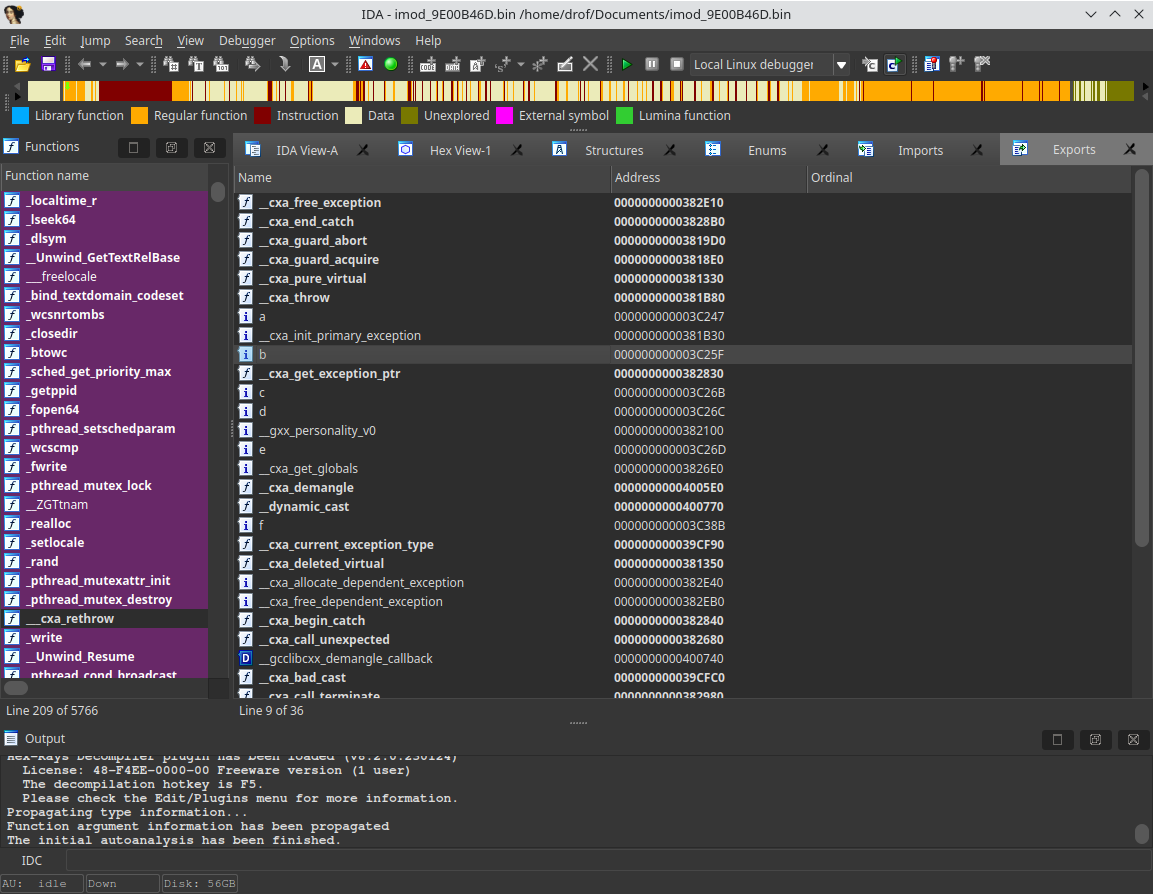 IDA - imod_9E00B46D.bin /home/drof/Documents/imod_9E00B46D.bin
File Edit Jump Search View Debugger Options Windows Help
Local Linux debugger
Library function Regular function Instruction Data Unexplored External symbol Lumina function
Functions
IDA View-A Hex View-1 Structures Enums Imports Exports
Function name
_localtime_r
_lseek64
_dlsym
__Unwind_GetTextRelBase
___freelocale
_bind_textdomain_codeset
_wcsnrtombs
_closedir
_btowc
_sched_get_priority_max
_getppid
_fopen64
_pthread_setschedparam
_wcscmp
_fwrite
_pthread_mutex_lock
__ZGTtnam
_realloc
_setlocale
_rand
_pthread_mutexattr_init
_pthread_mutex_destroy
___cxa_rethrow
_write
__Unwind_Resume
_pthread_cond_broadcast
Line 209 of 5766
Name Address Ordinal
__cxa_free_exception 0000000000382E10
__cxa_end_catch 00000000003828B0
__cxa_guard_abort 00000000003819D0
__cxa_guard_acquire 00000000003818E0
__cxa_pure_virtual 0000000000381330
__cxa_throw 0000000000381B80
a 000000000003C247
__cxa_init_primary_exception 0000000000381B30
b 000000000003C25F
__cxa_get_exception_ptr 0000000000382830
c 000000000003C26B
d 000000000003C26C
__gxx_personality_v0 0000000000382100
e 000000000003C26D
__cxa_get_globals 00000000003826E0
__cxa_demangle 00000000004005E0
__dynamic_cast 0000000000400770
f 000000000003C38B
__cxa_current_exception_type 000000000039CF90
__cxa_deleted_virtual 0000000000381350
__cxa_allocate_dependent_exception 0000000000382E40
__cxa_free_dependent_exception 0000000000382EB0
__cxa_begin_catch 0000000000382840
__cxa_call_unexpected 0000000000382680
__gcclibcxx_demangle_callback 0000000000400740
__cxa_bad_cast 000000000039CFC0
__cxa_call_terminate 0000000000382980
Line 9 of 36
Output
Hex-Rays Decompiler plugin has been loaded (v8.2.0.230124)
License: 48-F4EE-0000-00 Freeware version (1 user)
The decompilation hotkey is F5.
Please check the Edit/Plugins menu for more information.
Propagating type information...
Function argument information has been propagated
The initial autoanalysis has been finished.
IDC
AU: idle Down Disk: 56GB